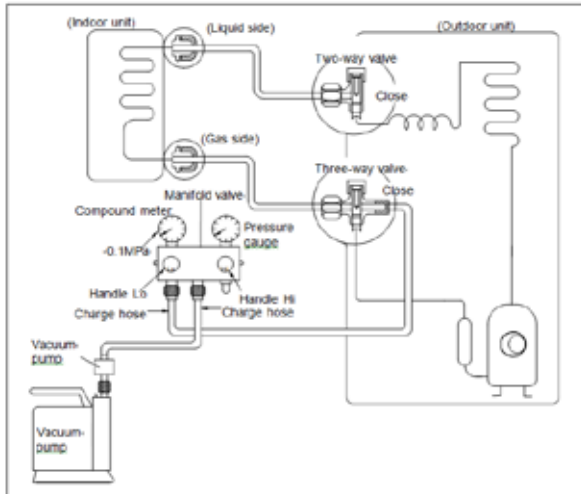 (Indoor unit)
(Liquid side)
(Outdoor unit)
Two-way valve
Close
(Gas side)
Three-way valve
Close
Manifold valve
Compound meter
Pressure
gauge
-0.1MPa
Handle Lo
Handle Hi
Charge hose
Charge hose
Vacuum-
pump
Vacuum-
pump